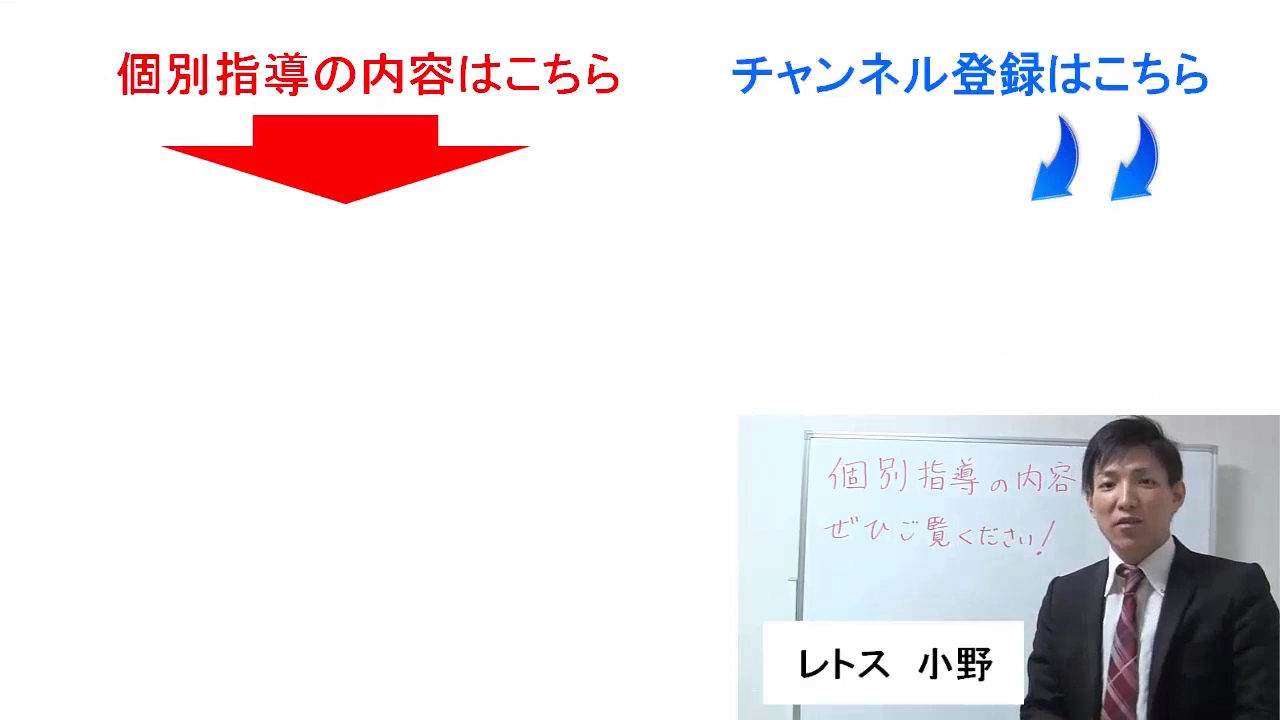 個別指導の内容はこちら
チャンネル登録はこちら
個別指導の内容
ぜひご覧ください!
レトス 小野